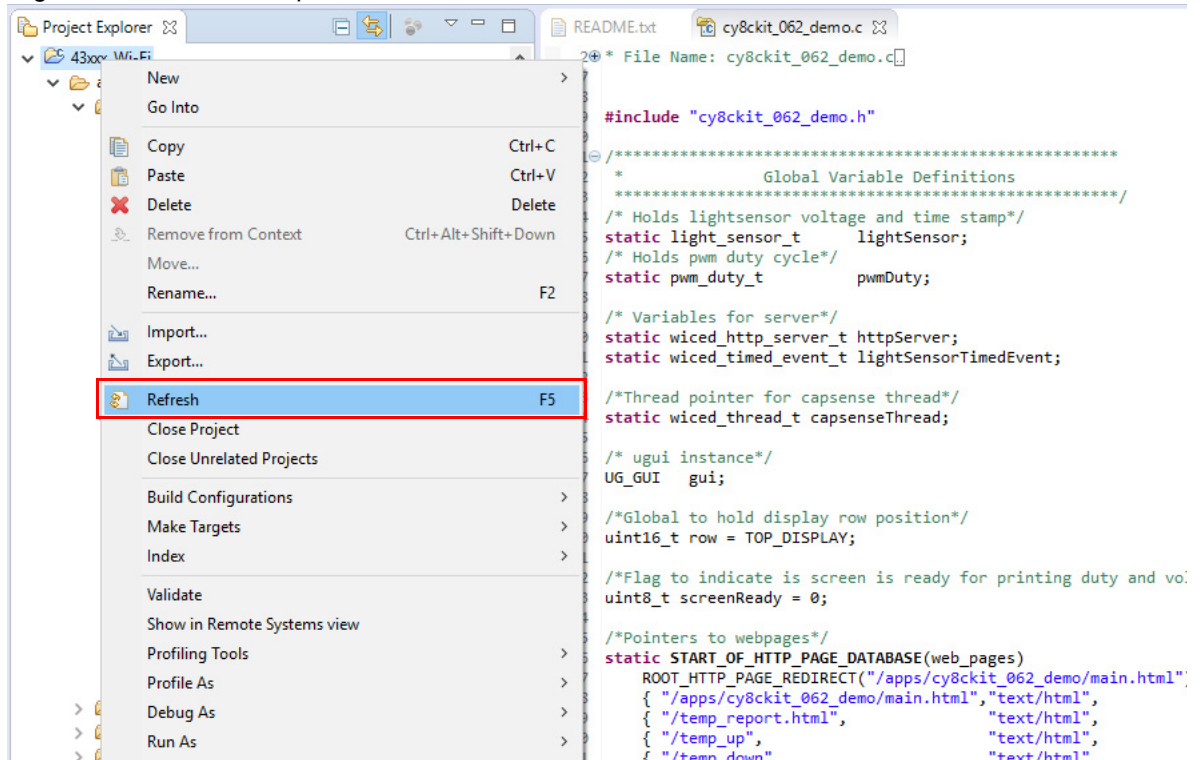 Project Explorer
README.txt
cy8ckit_062_demo.c
43xxx_Wi-Fi
New
Go Into
Copy Ctrl+C
Paste Ctrl+V
Delete Delete
Remove from Context Ctrl+Alt+Shift+Down
Move...
Rename... F2
Import...
Export...
Refresh F5
Close Project
Close Unrelated Projects
Build Configurations
Make Targets
Index
Validate
Show in Remote Systems view
Profiling Tools
Profile As
Debug As
Run As
* File Name: cy8ckit_062_demo.c
#include "cy8ckit_062_demo.h"
/******************************************************
* Global Variable Definitions
******************************************************/
/* Holds lightsensor voltage and time stamp*/
static light_sensor_t lightSensor;
/* Holds pwm duty cycle*/
static pwm_duty_t pwmDuty;
/* Variables for server*/
static wiced_http_server_t httpServer;
static wiced_timed_event_t lightSensorTimedEvent;
/*Thread pointer for capsense thread*/
static wiced_thread_t capsenseThread;
/* ugui instance*/
UG_GUI gui;
/*Global to hold display row position*/
uint16_t row = TOP_DISPLAY;
/*Flag to indicate is screen is ready for printing duty and vol
uint8_t screenReady = 0;
/*Pointers to webpages*/
static START_OF_HTTP_PAGE_DATABASE(web_pages)
ROOT_HTTP_PAGE_REDIRECT("/apps/cy8ckit_062_demo/main.html")
{ "/apps/cy8ckit_062_demo/main.html","text/html",
{ "/temp_report.html", "text/html",
{ "/temp_up", "text/html",
{ "/temp_down" "text/html"